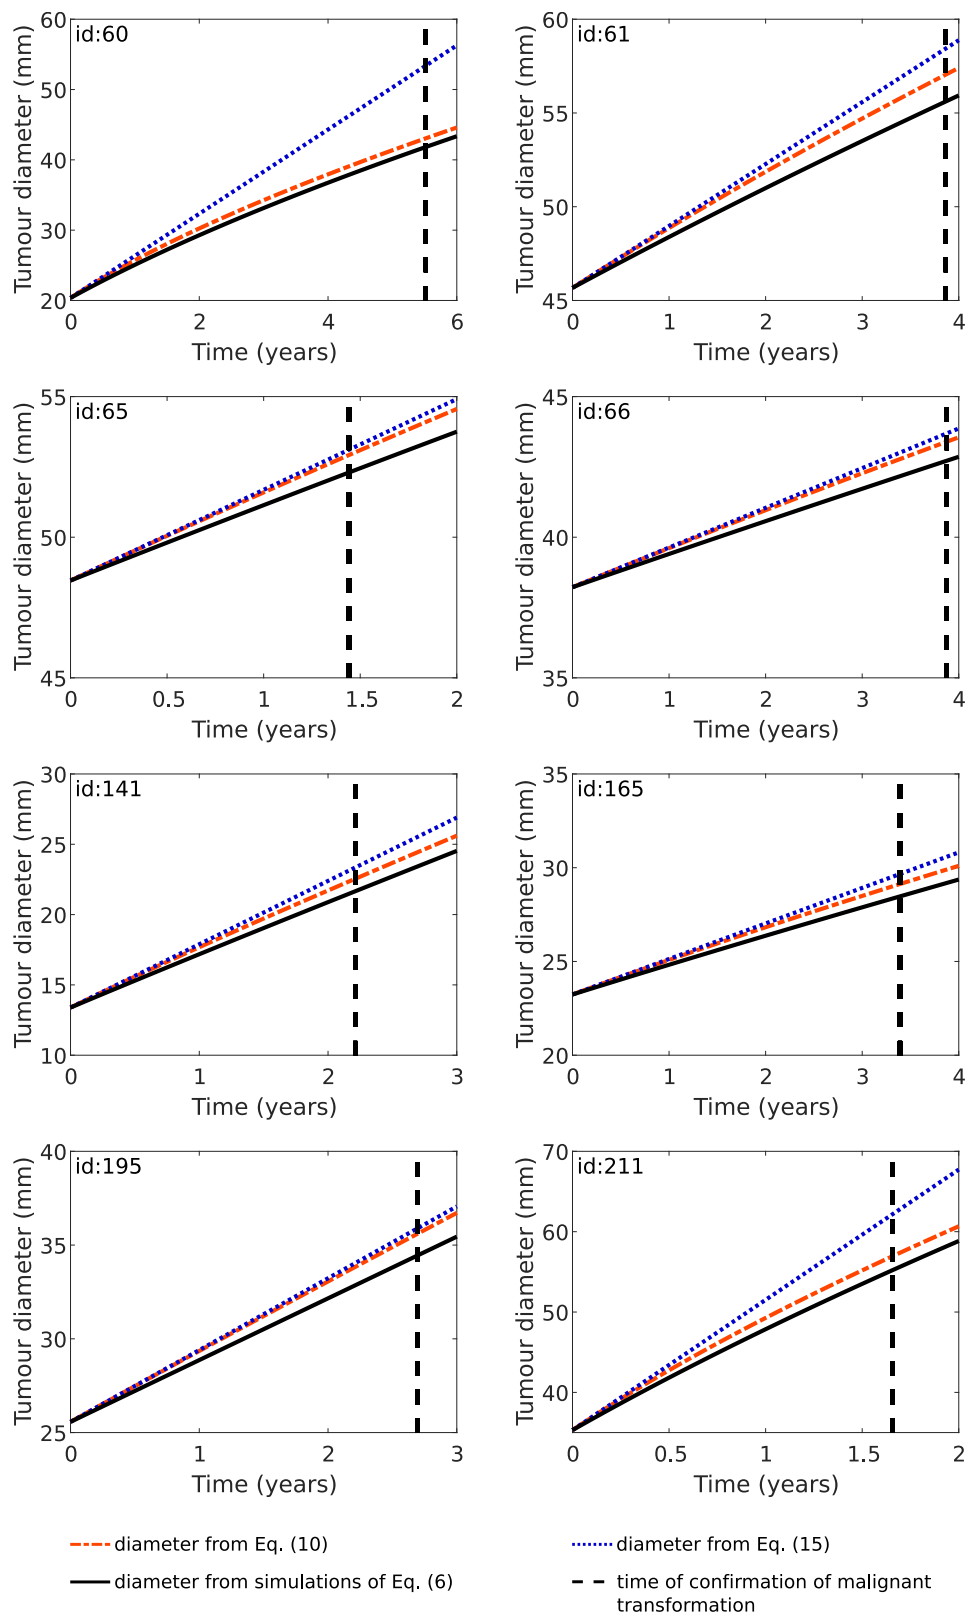 id:60
Tumour diameter (mm)
60
50
40
30
20
0 2 4 6
Time (years)
id:61
Tumour diameter (mm)
60
55
50
45
0 1 2 3 4
Time (years)
id:65
Tumour diameter (mm)
55
50
45
0 0.5 1 1.5 2
Time (years)
id:66
Tumour diameter (mm)
45
40
35
0 1 2 3 4
Time (years)
id:141
Tumour diameter (mm)
30
25
20
15
10
0 1 2 3
Time (years)
id:165
Tumour diameter (mm)
35
30
25
20
0 1 2 3 4
Time (years)
id:195
Tumour diameter (mm)
40
35
30
25
0 1 2 3
Time (years)
id:211
Tumour diameter (mm)
70
60
50
40
0 0.5 1 1.5 2
Time (years)
diameter from Eq. (10)
diameter from Eq. (15)
diameter from simulations of Eq. (6)
time of confirmation of malignant
transformation